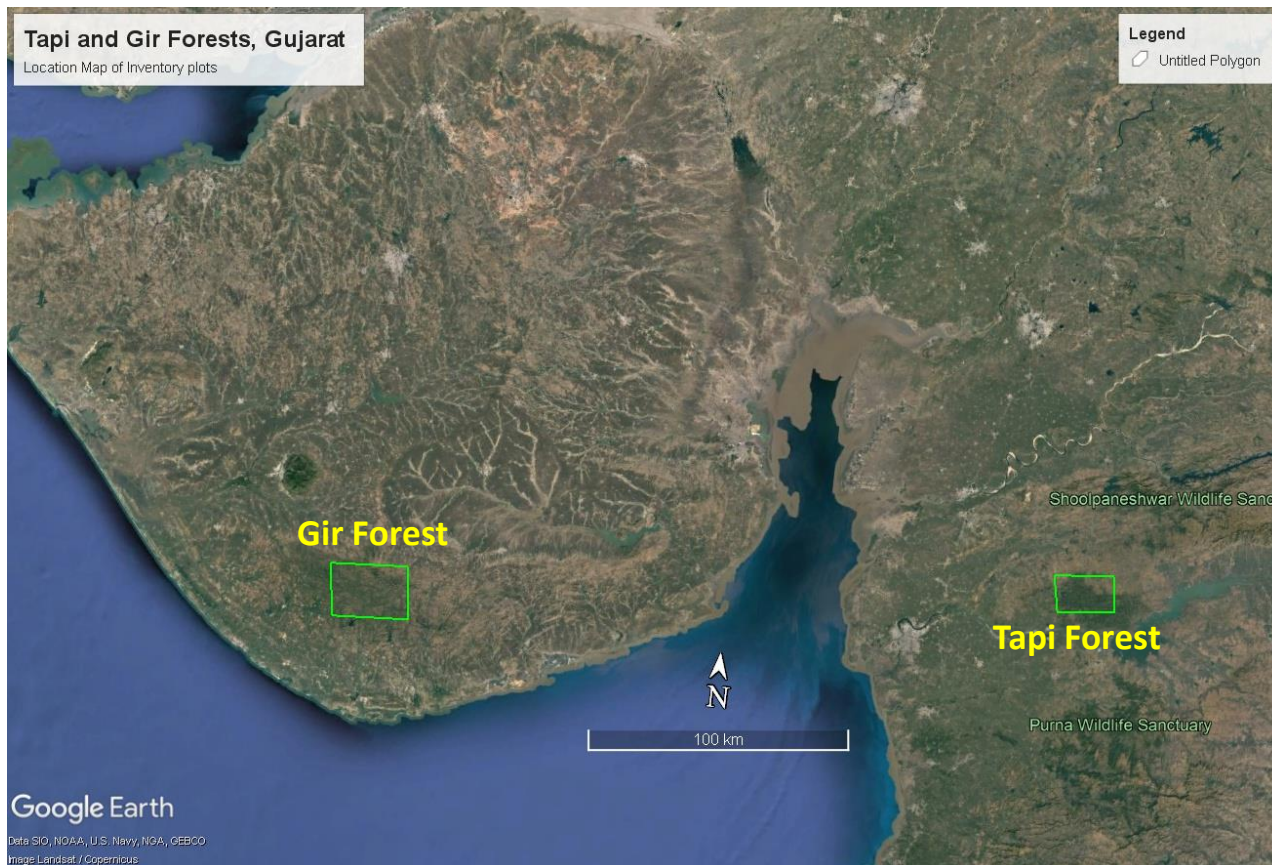 Tapi and Gir Forests, Gujarat
Location Map of Inventory plots
Legend
Untitled Polygon
Shoolpaneshwar Wildlife Sanc
Gir Forest
Tapi Forest
N
Purna Wildlife Sanctuary
100 km
Google Earth
Data SIO, NOAA, U.S. Navy, NGA, GEBCO
Image Landsat / Copernicus